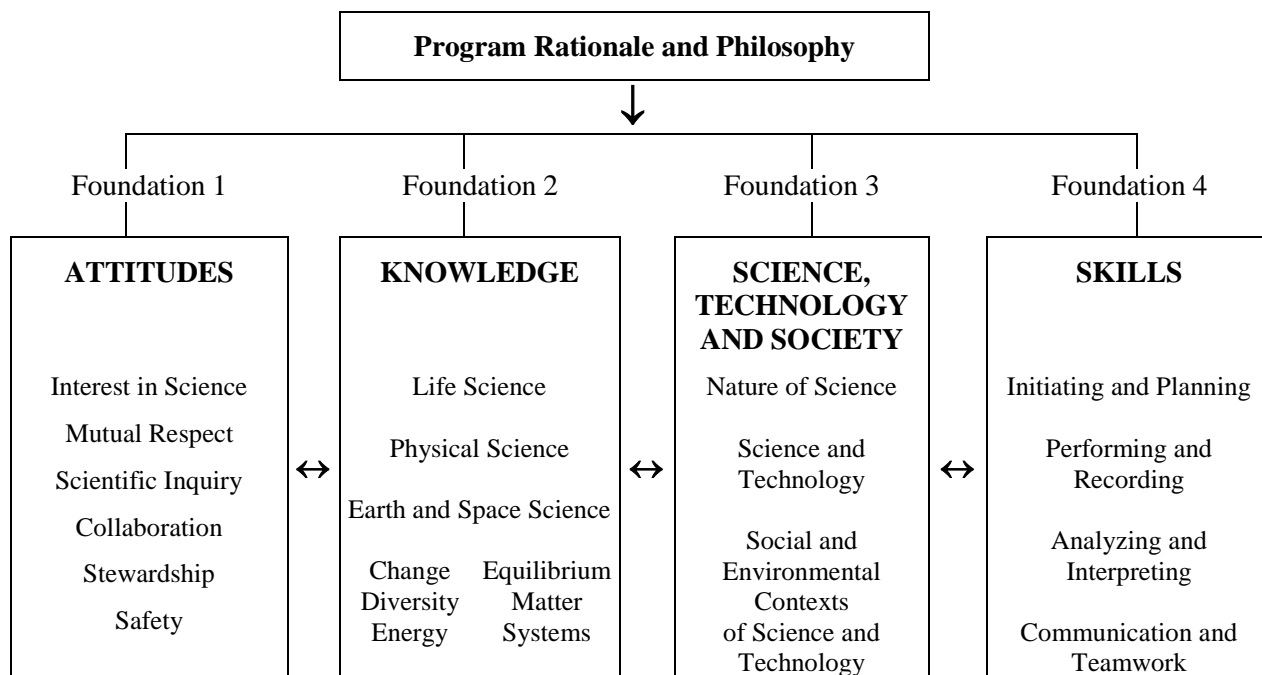 Program Rationale and Philosophy
Foundation 1
Foundation 2
Foundation 3
Foundation 4
ATTITUDES
Interest in Science
Mutual Respect
Scientific Inquiry
Collaboration
Stewardship
Safety
KNOWLEDGE
Life Science
Physical Science
Earth and Space Science
Change Equilibrium
Diversity Matter
Energy Systems
SCIENCE,
TECHNOLOGY
AND SOCIETY
Nature of Science
Science and
Technology
Social and
Environmental
Contexts
of Science and
Technology
SKILLS
Initiating and Planning
Performing and
Recording
Analyzing and
Interpreting
Communication and
Teamwork